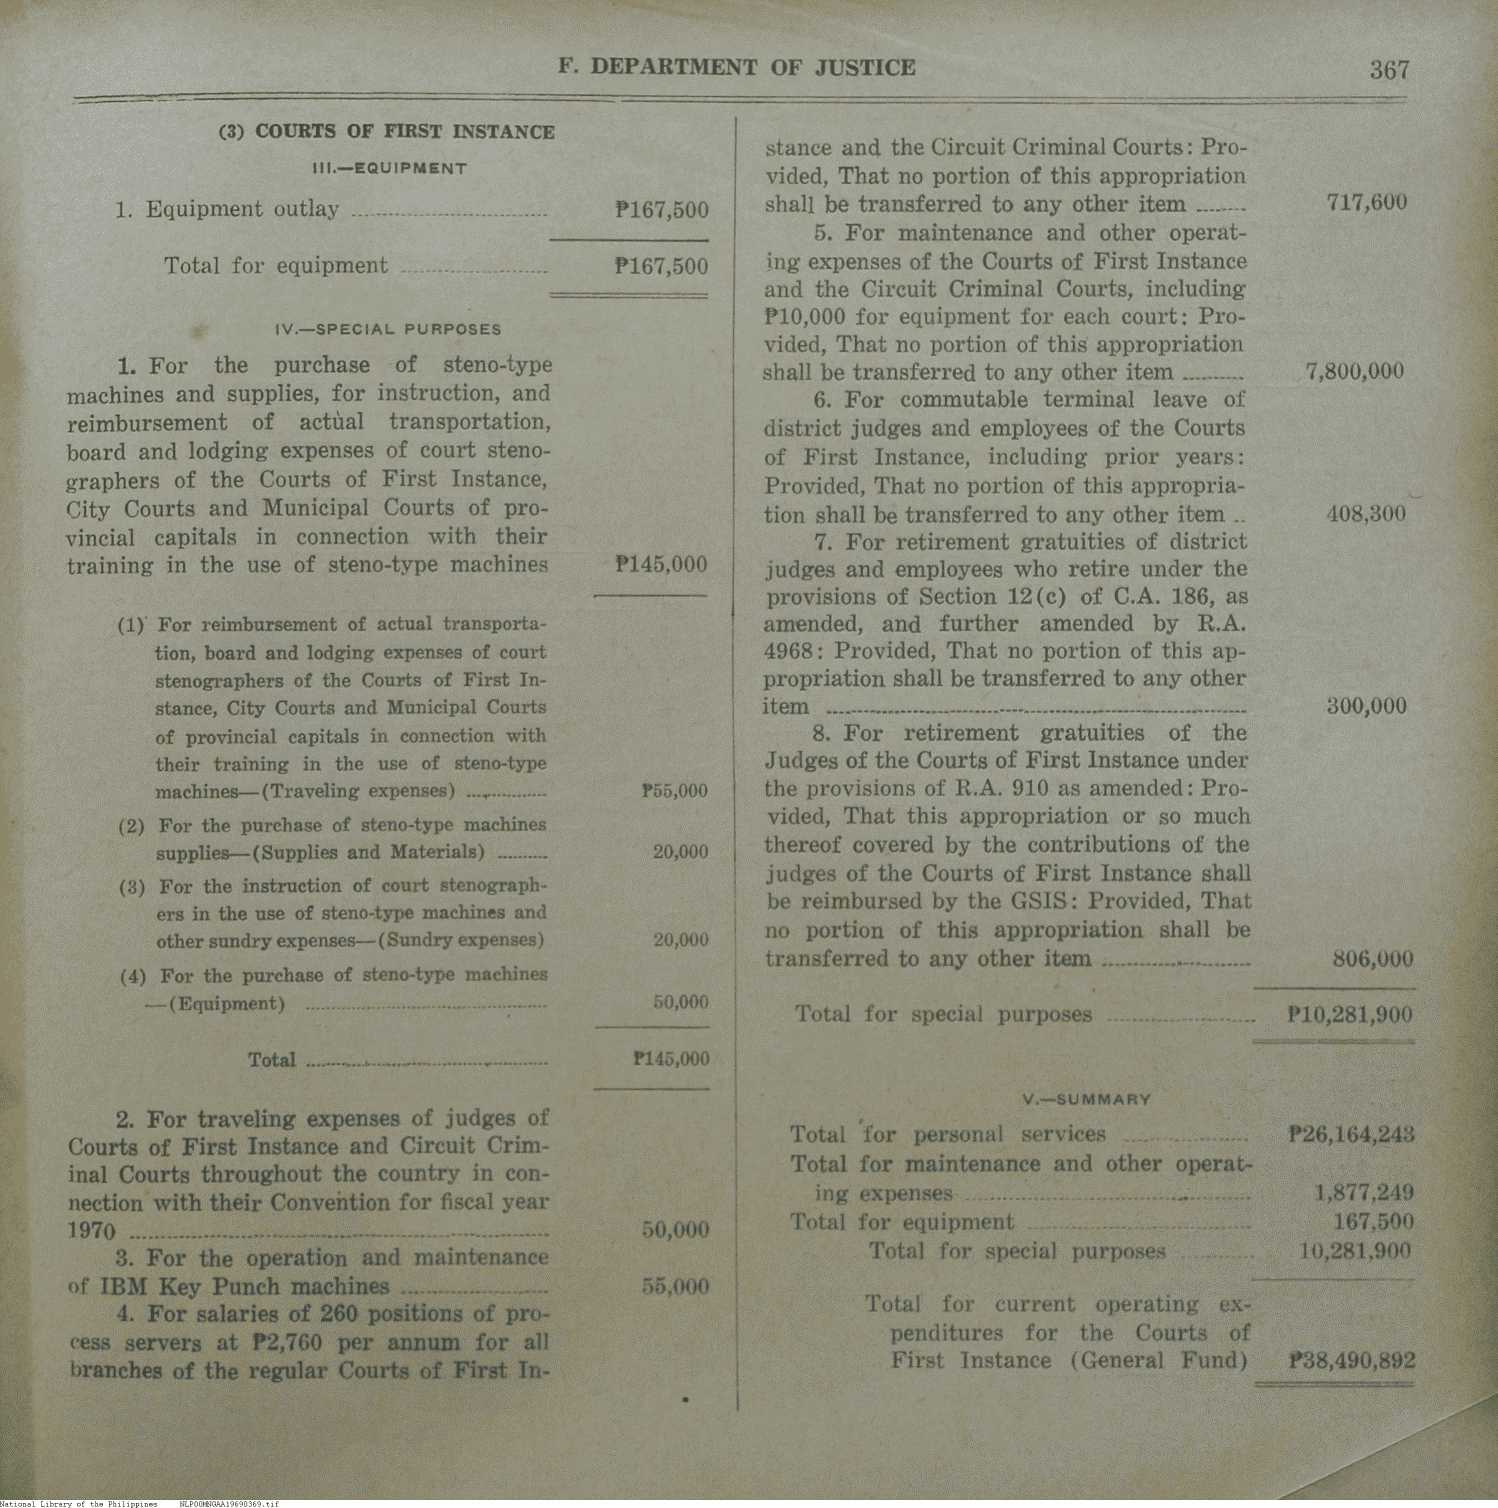 F. DEPARTMENT OF JUSTICE 367
(3) COURTS OF FIRST INSTANCE
III.—EQUIPMENT
1. Equipment outlay ₱167,500
Total for equipment ₱167,500
IV.—SPECIAL PURPOSES
1. For the purchase of steno-type
machines and supplies, for instruction, and
reimbursement of actual transportation,
board and lodging expenses of court steno-
graphers of the Courts of First Instance,
City Courts and Municipal Courts of pro-
vincial capitals in connection with their
training in the use of steno-type machines ₱145,000
(1) For reimbursement of actual transporta-
tion, board and lodging expenses of court
stenographers of the Courts of First In-
stance, City Courts and Municipal Courts
of provincial capitals in connection with
their training in the use of steno-type
machines—(Traveling expenses) ₱55,000
(2) For the purchase of steno-type machines
supplies—(Supplies and Materials) 20,000
(3) For the instruction of court stenograph-
ers in the use of steno-type machines and
other sundry expenses—(Sundry expenses) 20,000
(4) For the purchase of steno-type machines
—(Equipment) 50,000
Total ₱145,000
2. For traveling expenses of judges of
Courts of First Instance and Circuit Crim-
inal Courts throughout the country in con-
nection with their Convention for fiscal year
1970 50,000
3. For the operation and maintenance
of IBM Key Punch machines 55,000
4. For salaries of 260 positions of pro-
cess servers at ₱2,760 per annum for all
branches of the regular Courts of First In-
stance and the Circuit Criminal Courts: Pro-
vided, That no portion of this appropriation
shall be transferred to any other item 717,600
5. For maintenance and other operat-
ing expenses of the Courts of First Instance
and the Circuit Criminal Courts, including
₱10,000 for equipment for each court: Pro-
vided, That no portion of this appropriation
shall be transferred to any other item 7,800,000
6. For commutable terminal leave of
district judges and employees of the Courts
of First Instance, including prior years:
Provided, That no portion of this appropria-
tion shall be transferred to any other item 408,300
7. For retirement gratuities of district
judges and employees who retire under the
provisions of Section 12(c) of C.A. 186, as
amended, and further amended by R.A.
4968: Provided, That no portion of this ap-
propriation shall be transferred to any other
item 300,000
8. For retirement gratuities of the
Judges of the Courts of First Instance under
the provisions of R.A. 910 as amended: Pro-
vided, That this appropriation or so much
thereof covered by the contributions of the
judges of the Courts of First Instance shall
be reimbursed by the GSIS: Provided, That
no portion of this appropriation shall be
transferred to any other item 806,000
Total for special purposes ₱10,281,900
V.—SUMMARY
Total for personal services ₱26,164,243
Total for maintenance and other operat-
ing expenses 1,877,249
Total for equipment 167,500
Total for special purposes 10,281,900
Total for current operating ex-
penditures for the Courts of
First Instance (General Fund) ₱38,490,892
National Library of the Philippines NLPO0MNGAA19690369.tif